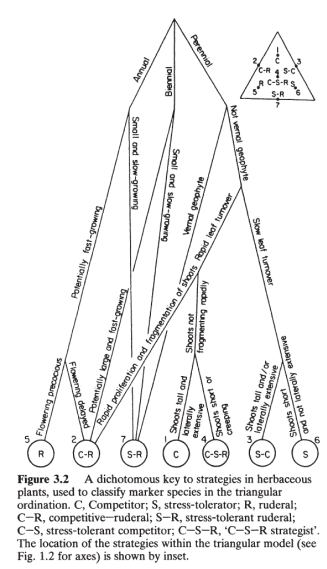 Annual
Biennial
Perennial
1
C
2
3
C-R
4
S-C
R
C-S-R
S
5
6
S-R
7
Small and slow-growing
Small and slow-growing
Not vernal geophyte
Vernal geophyte
Potentially fast-growing
Rapid leaf turnover
Slow leaf turnover
Potentially large and fast-growing
Rapid proliferation and fragmentation of shoots
Shoots not
fragmenting rapidly
Flowering precocious
Flowering delayed
Shoots tall and
laterally
extensive
Shoots short or
creeping
Shoots tall and/or
laterally extensive
Shoots short
and not laterally extensive
5
2
7
1
4
3
6
R
C-R
S-R
C
C-S-R
S-C
S
Figure 3.2 A dichotomous key to strategies in herbaceous
plants, used to classify marker species in the triangular
ordination. C, Competitor; S, stress-tolerator; R, ruderal;
C—R, competitive—ruderal; S—R, stress-tolerant ruderal;
C—S, stress-tolerant competitor; C—S—R, ‘C—S—R strategist’.
The location of the strategies within the triangular model (see
Fig. 1.2 for axes) is shown by inset.